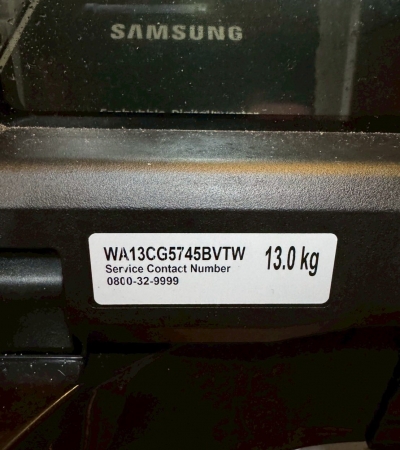 SAMSUNG
WA13CG5745BVTW 13.0 kg
Service Contact Number
0800-32-9999